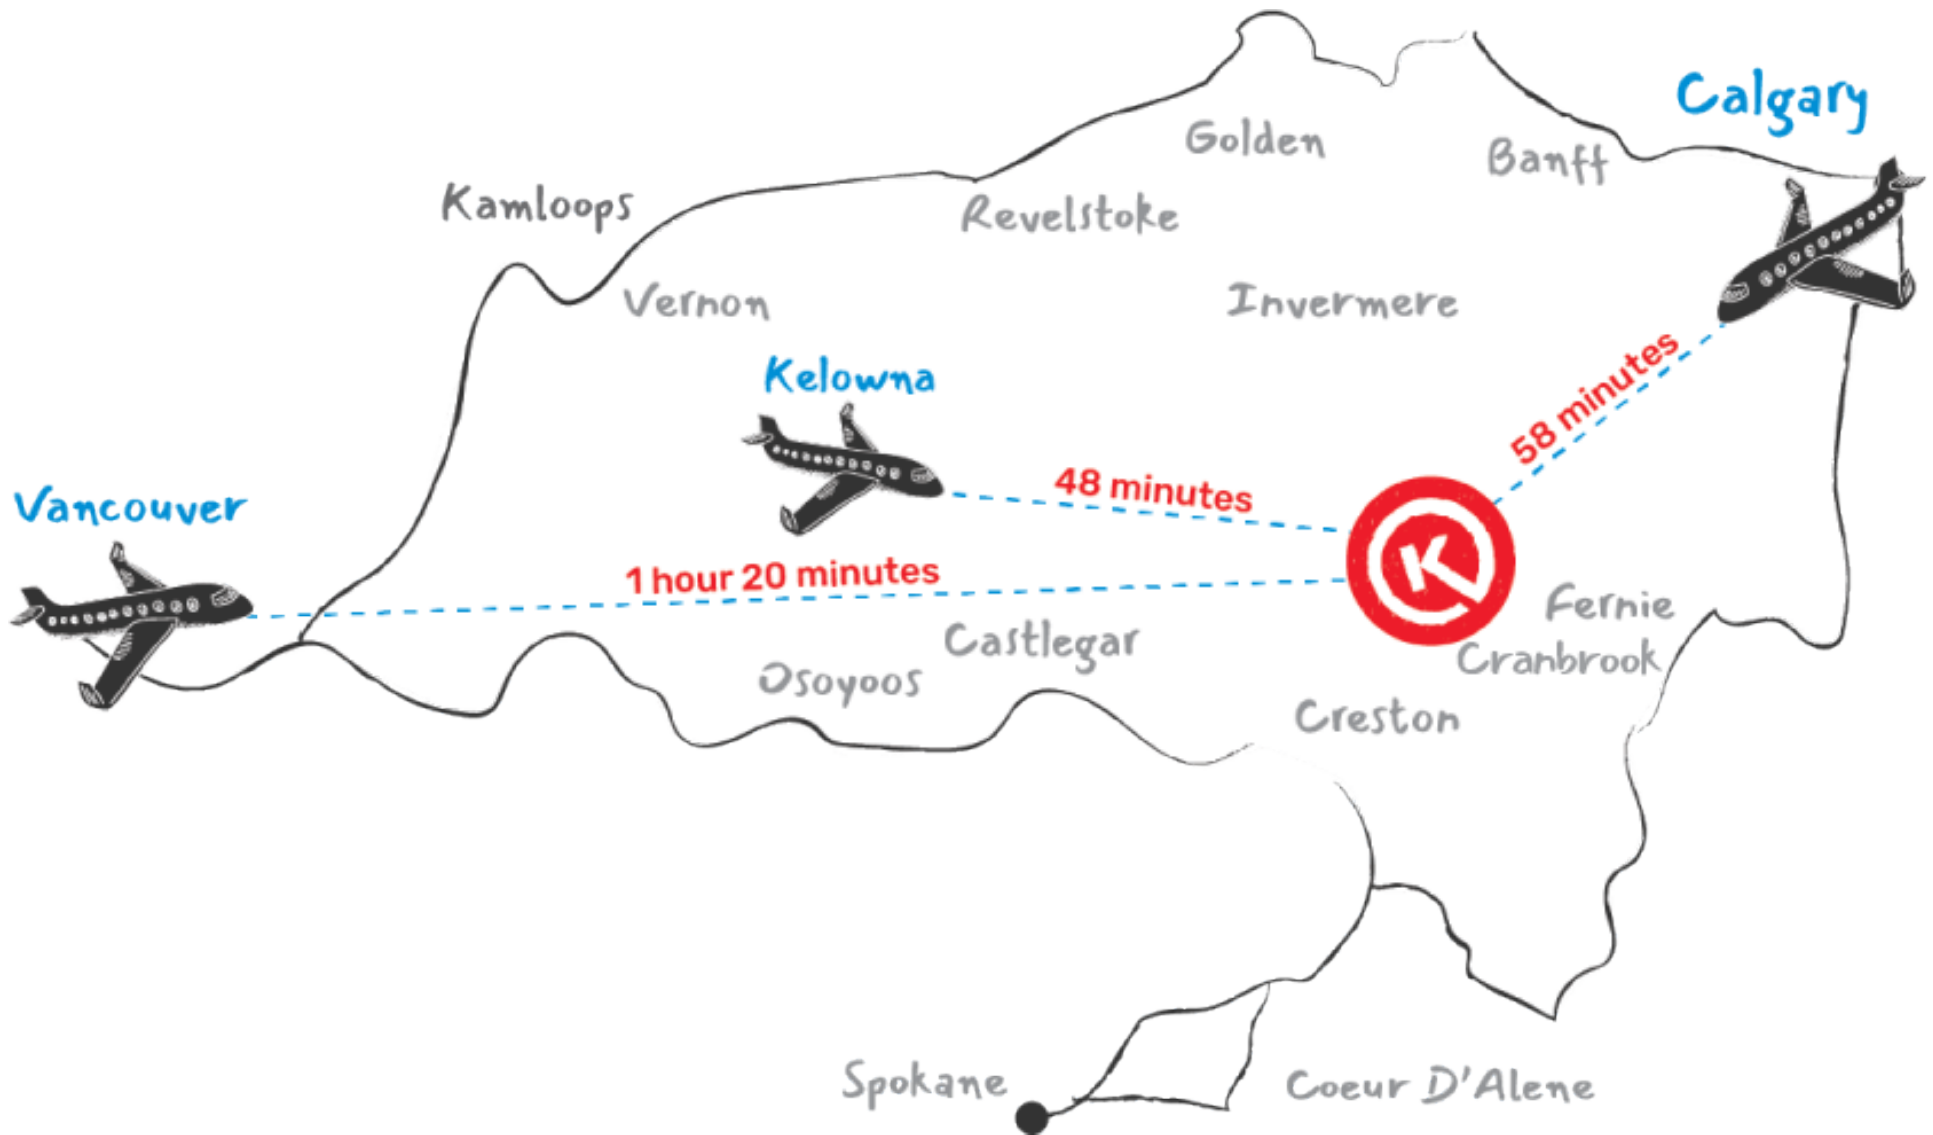 Calgary
Golden
Banff
Kamloops
Revelstoke
Vernon
Invermere
Kelowna
58 minutes
48 minutes
Vancouver
1 hour 20 minutes
K
Fernie
Castlegar
Cranbrook
Osoyoos
Creston
Spokane
Coeur D'Alene